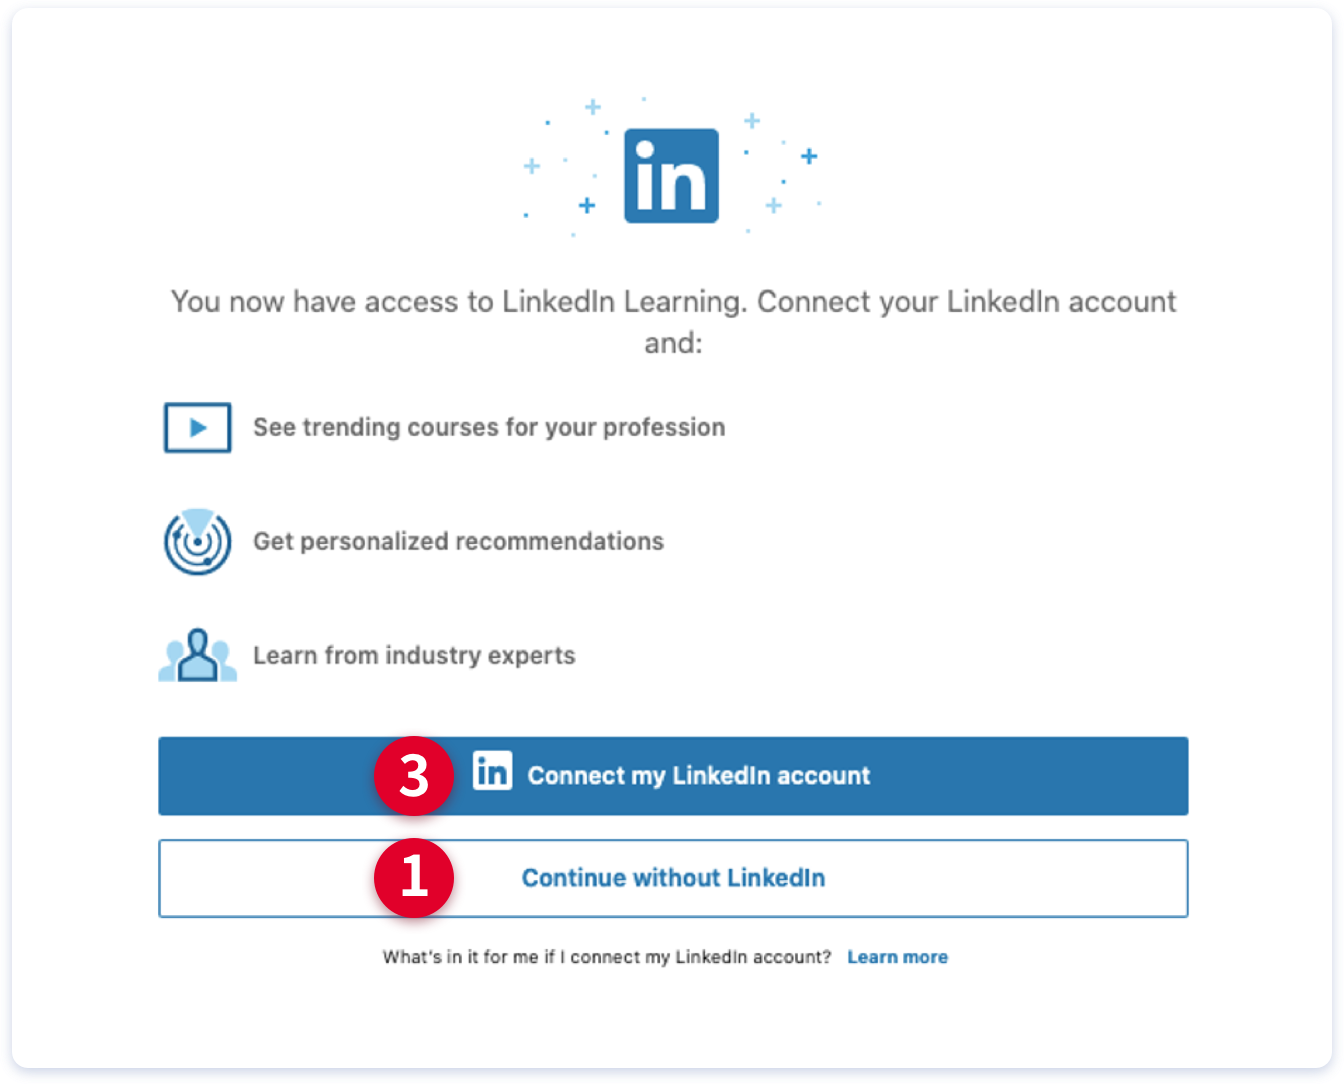 in
You now have access to LinkedIn Learning. Connect your LinkedIn account
and:
See trending courses for your profession
Get personalized recommendations
Learn from industry experts
3 in Connect my LinkedIn account
1 Continue without LinkedIn
What's in it for me if I connect my LinkedIn account? Learn more